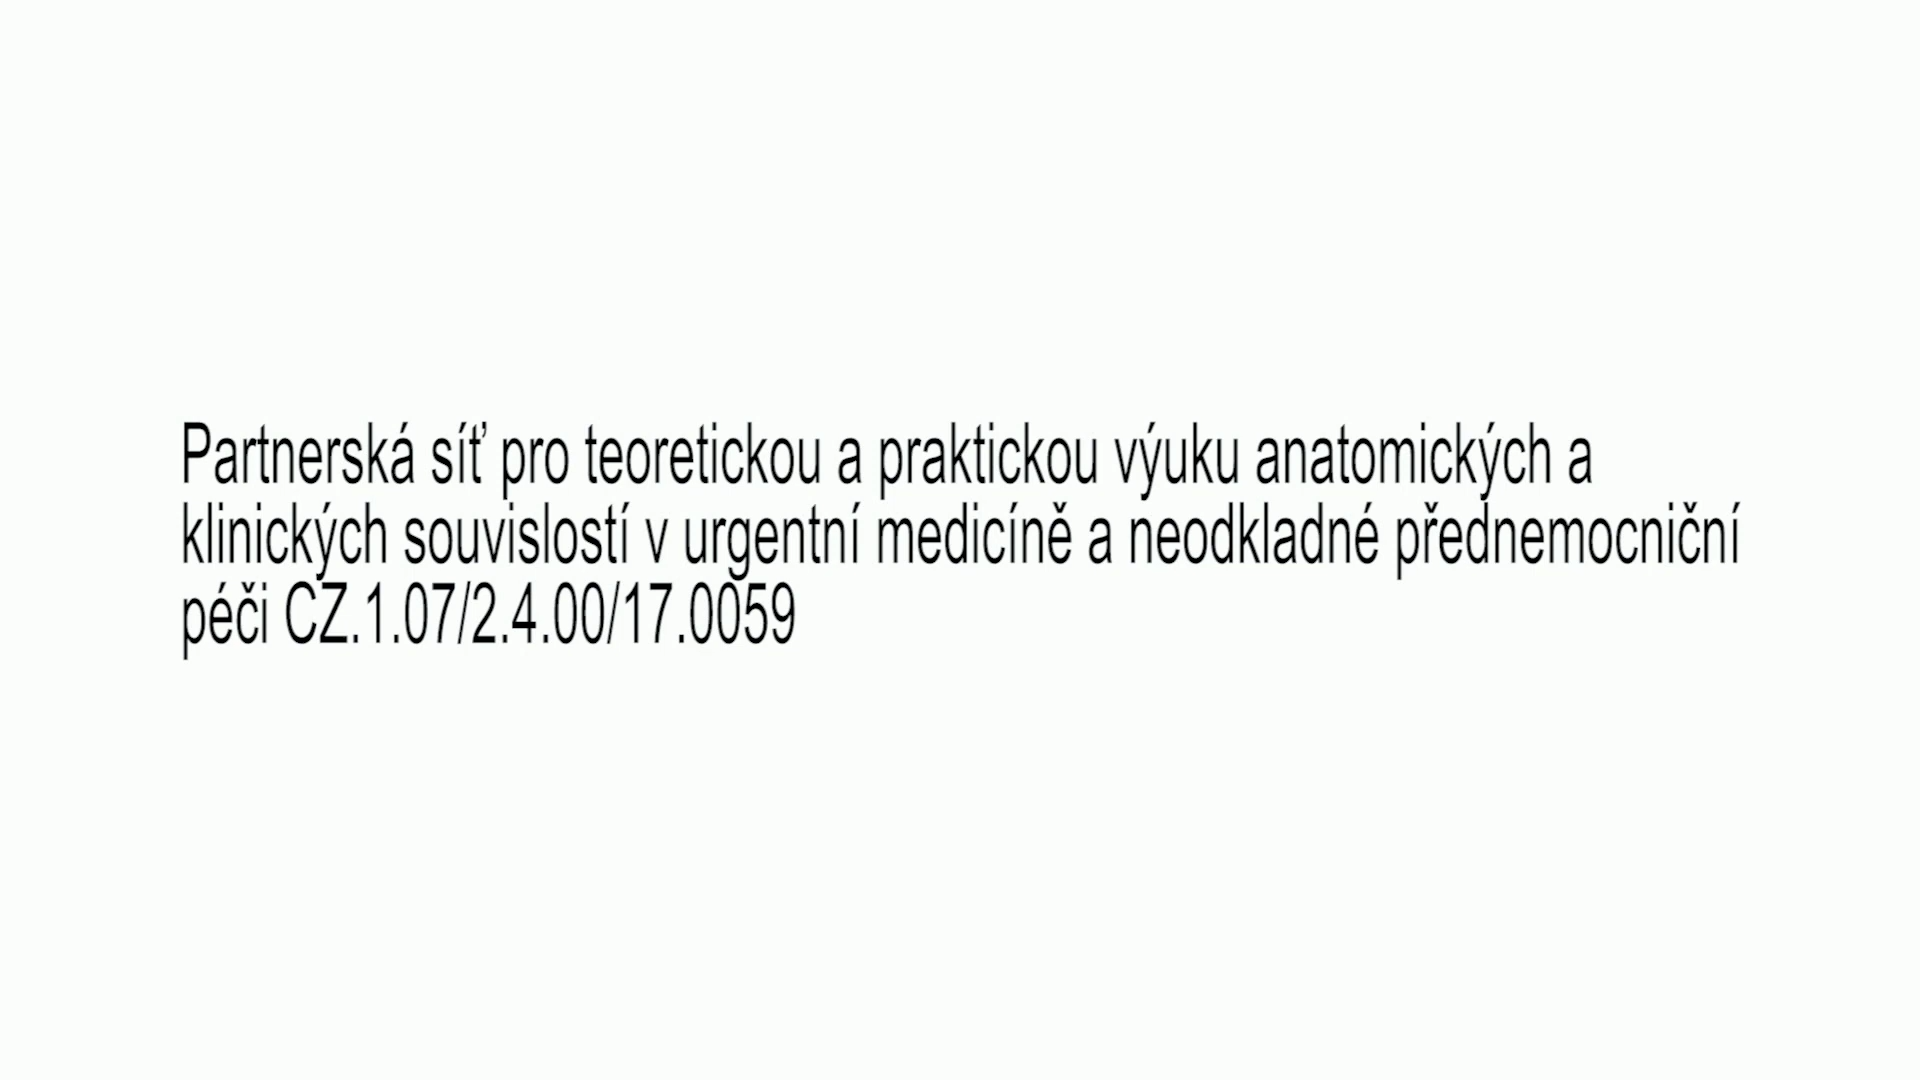 Partnerská síť pro teoretickou a praktickou výuku anatomických a
klinických souvislostí v urgentní medicíně a neodkladné přednemocniční
péči CZ.1.07/2.4.00/17.0059